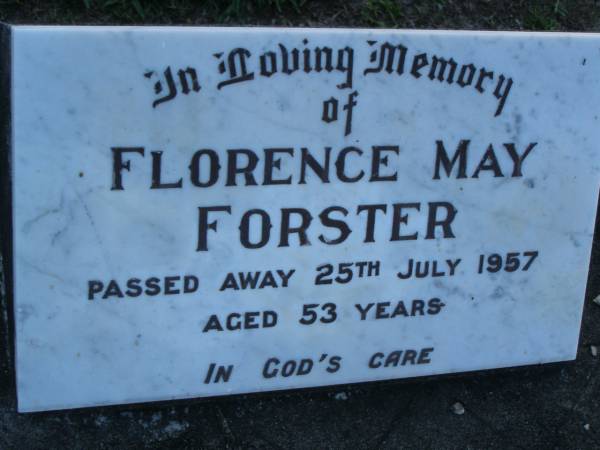 In Loving Memory
of
FLORENCE MAY
FORSTER
PASSED AWAY 25TH JULY 1957
AGED 53 YEARS
IN GOD'S CARE